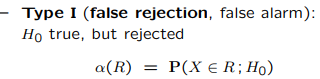 – Type I (false rejection, false alarm):
H₀ true, but rejected
α(R) = P(X ∈ R; H₀)